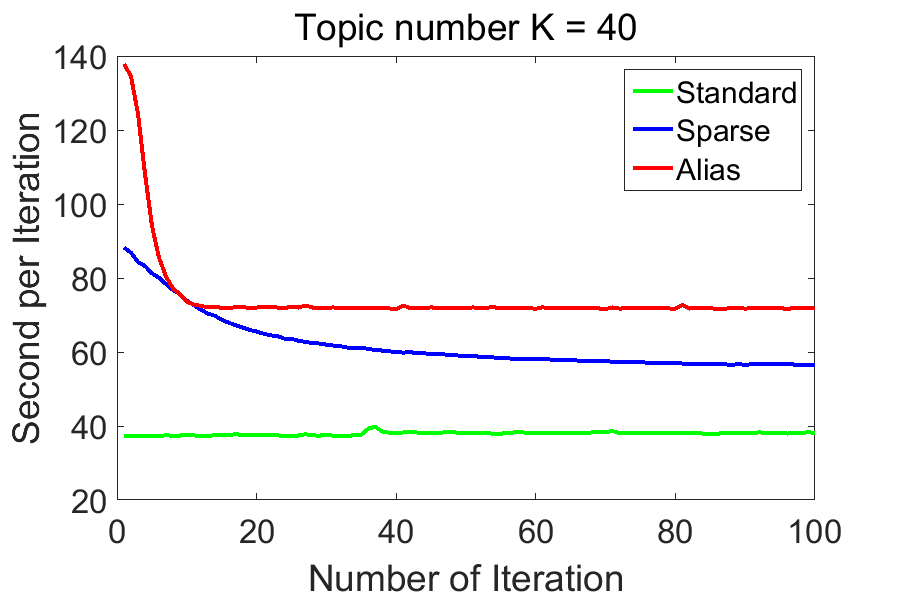 Topic number K = 40
140
120
100
80
60
40
20
Second per Iteration
Standard
Sparse
Alias
0 20 40 60 80 100
Number of Iteration